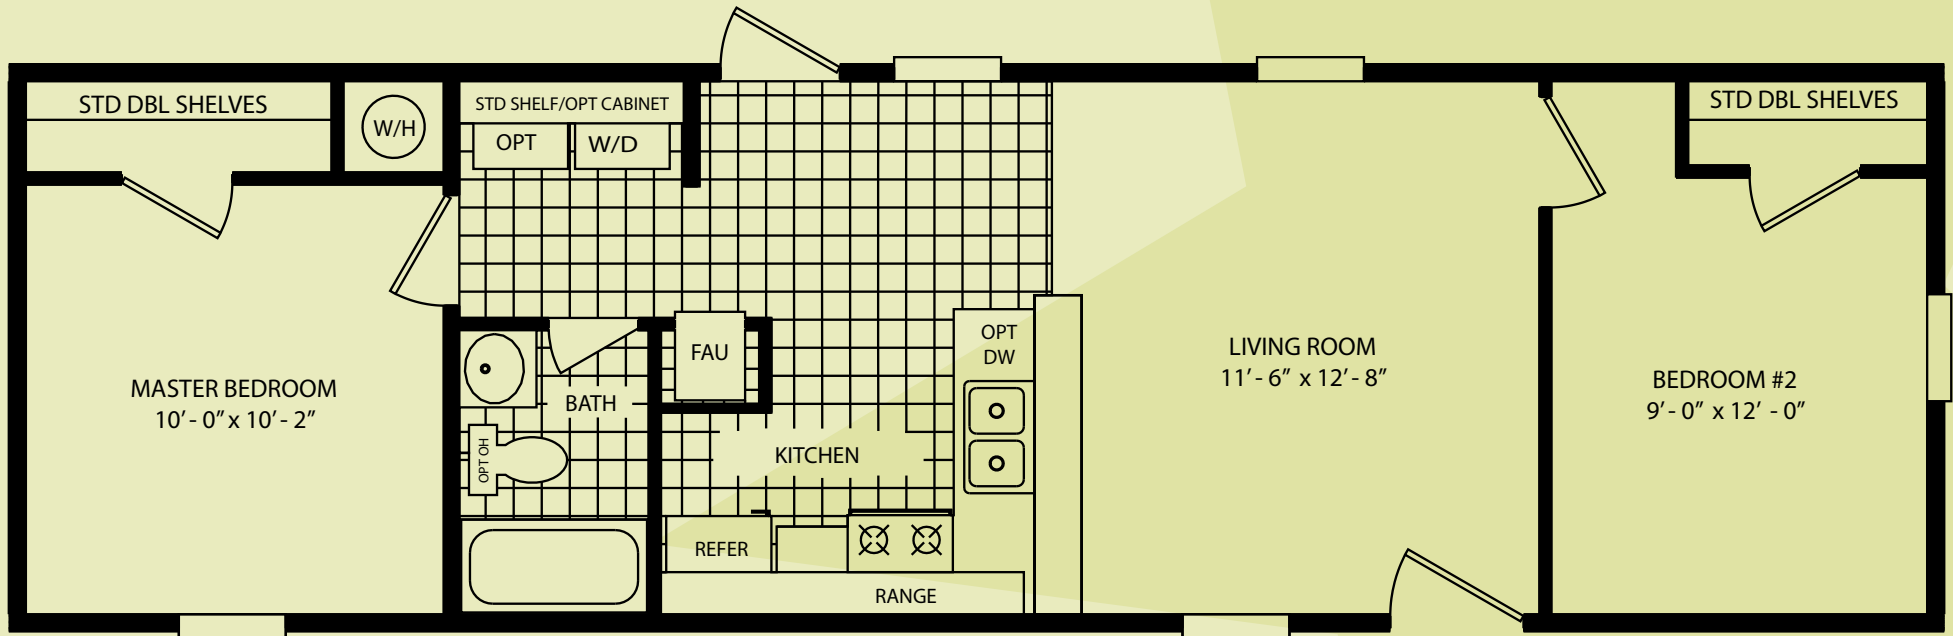 STD DBL SHELVES
W/H
STD SHELF/OPT CABINET
OPT
W/D
STD DBL SHELVES
MASTER BEDROOM
10’ - 0” x 10’ - 2”
BATH
OPT OH
FAU
KITCHEN
OPT
DW
REFER
RANGE
LIVING ROOM
11’ - 6” x 12’ - 8”
BEDROOM #2
9’ - 0” x 12’ - 0”